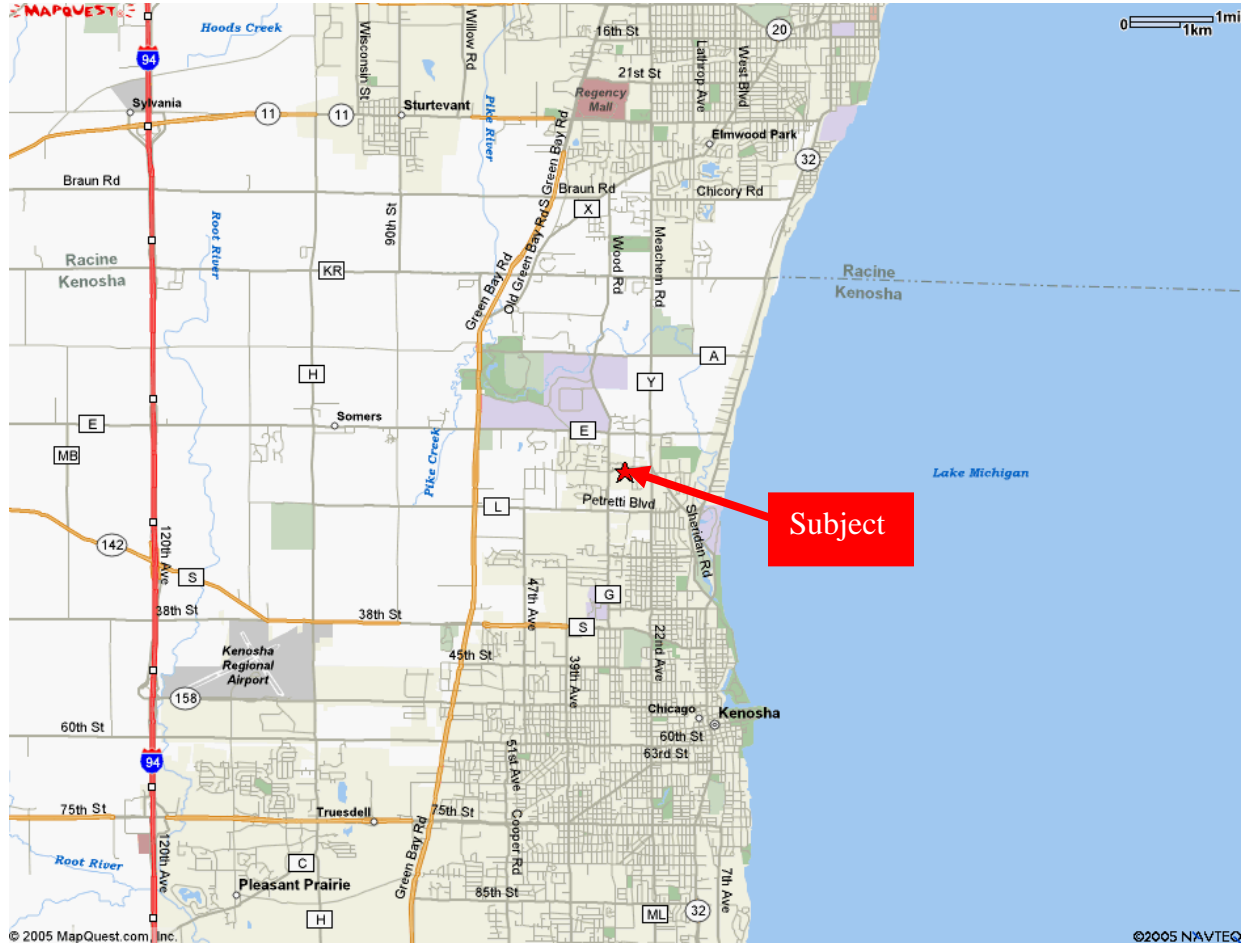 MAPQUEST
Hoods Creek
Wisconsin St
Willow Rd
16th St
20
0
1mi
1km
94
Lathrop Ave
West Blvd
21st St
Regency
Mall
Sylvania
11
11
Sturtevant
Pike River
S Green Bay Rd
Elmwood Park
32
Braun Rd
Braun Rd
Chicory Rd
X
90th St
Root River
Old Green Bay Rd
Wood Rd
Meachem Rd
Racine
Kenosha
KR
Green Bay Rd
Racine
Kenosha
A
H
Y
Somers
E
E
MB
Pike Creek
Lake Michigan
Petretti Blvd
L
Subject
Sheridan Rd
142
120th Ave
S
47th Ave
G
38th St
38th St
S
22nd Ave
Kenosha
Regional
Airport
45th St
39th Ave
158
Chicago
Kenosha
60th St
60th St
63rd St
94
51st Ave
75th St
Truesdell
75th St
Cooper Rd
120th Ave
Green Bay Rd
Root River
C
Pleasant Prairie
85th St
7th Ave
H
ML
32
© 2005 MapQuest.com, Inc.
©2005 NAVTEQ